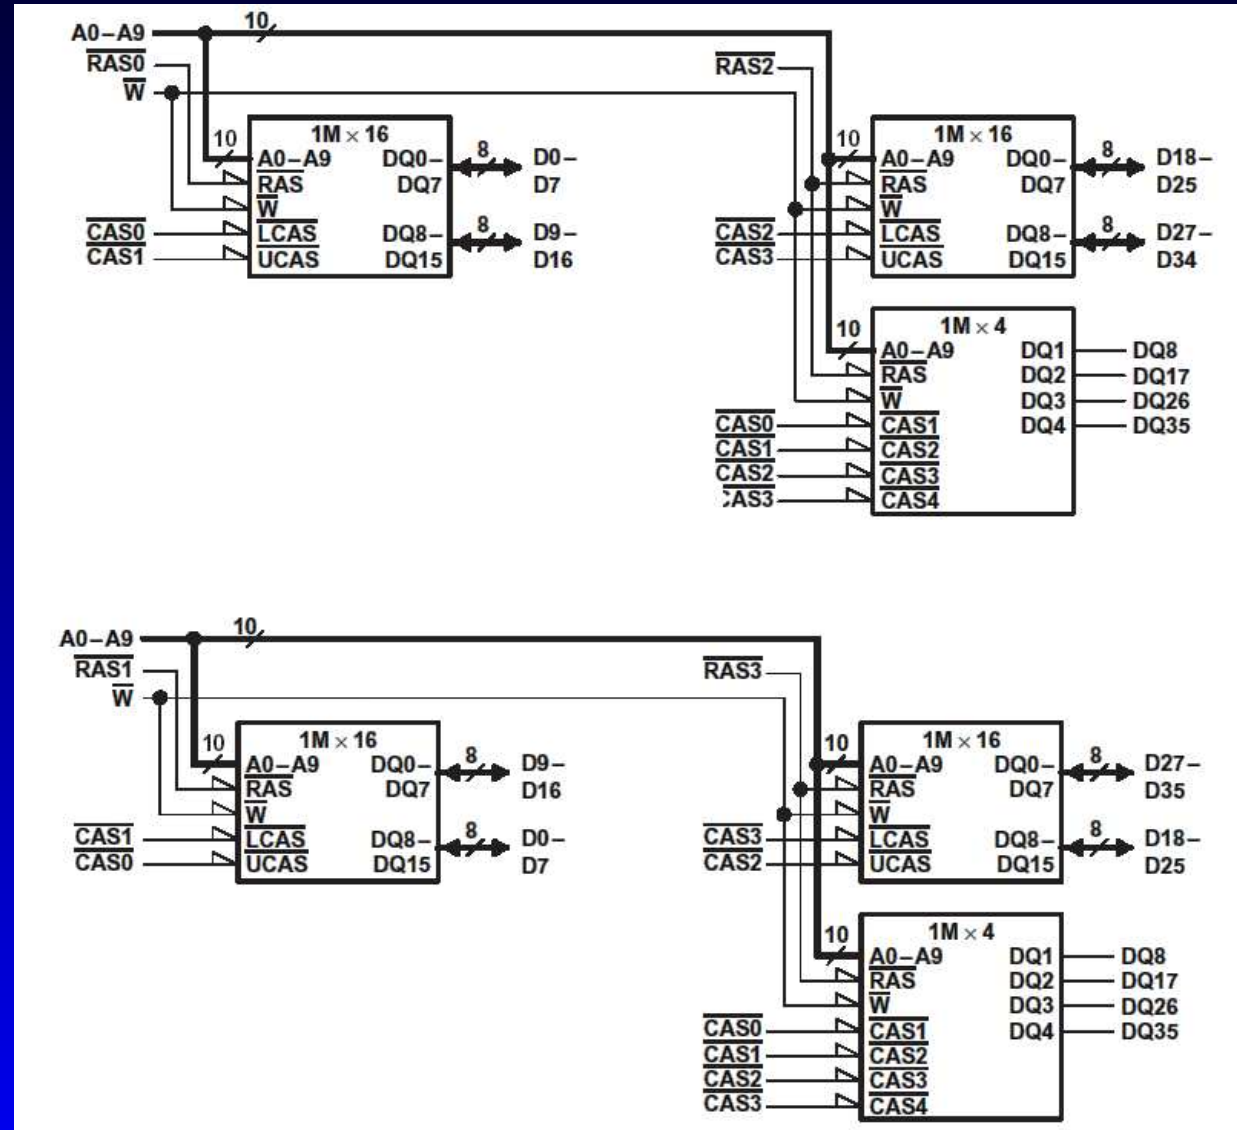 A0–A9
10
RAS0
W
RAS2
10
1M × 16
A0–A9
RAS
W
LCAS
UCAS
DQ0–
DQ7
DQ8–
DQ15
8
D0–
D7
8
D9–
D16
CAS0
CAS1
10
1M × 16
A0–A9
RAS
W
LCAS
UCAS
DQ0–
DQ7
DQ8–
DQ15
8
D18–
D25
8
D27–
D34
CAS2
CAS3
10
1M × 4
A0–A9
RAS
W
CAS1
CAS2
CAS3
CAS4
DQ1
DQ2
DQ3
DQ4
DQ8
DQ17
DQ26
DQ35
CAS0
CAS1
CAS2
CAS3
A0–A9
10
RAS1
W
RAS3
10
1M × 16
A0–A9
RAS
W
LCAS
UCAS
DQ0–
DQ7
DQ8–
DQ15
8
D9–
D16
8
D0–
D7
CAS1
CAS0
10
1M × 16
A0–A9
RAS
W
LCAS
UCAS
DQ0–
DQ7
DQ8–
DQ15
8
D27–
D35
8
D18–
D25
CAS3
CAS2
10
1M × 4
A0–A9
RAS
W
CAS1
CAS2
CAS3
CAS4
DQ1
DQ2
DQ3
DQ4
DQ8
DQ17
DQ26
DQ35
CAS0
CAS1
CAS2
CAS3